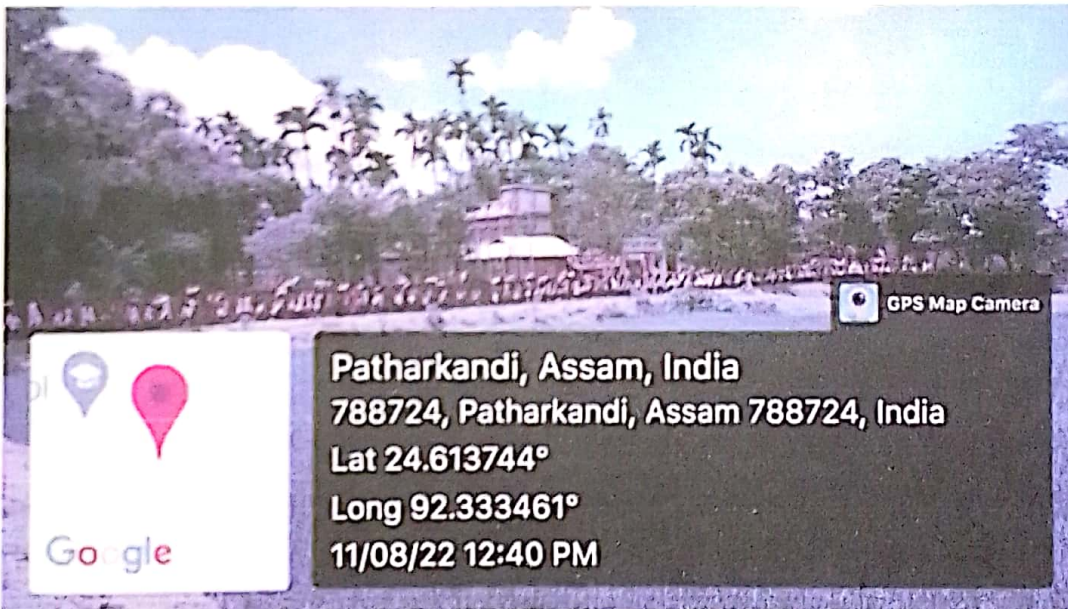 GPS Map Camera
Patharkandi, Assam, India
788724, Patharkandi, Assam 788724, India
Lat 24.613744°
Long 92.333461°
11/08/22 12:40 PM
Google